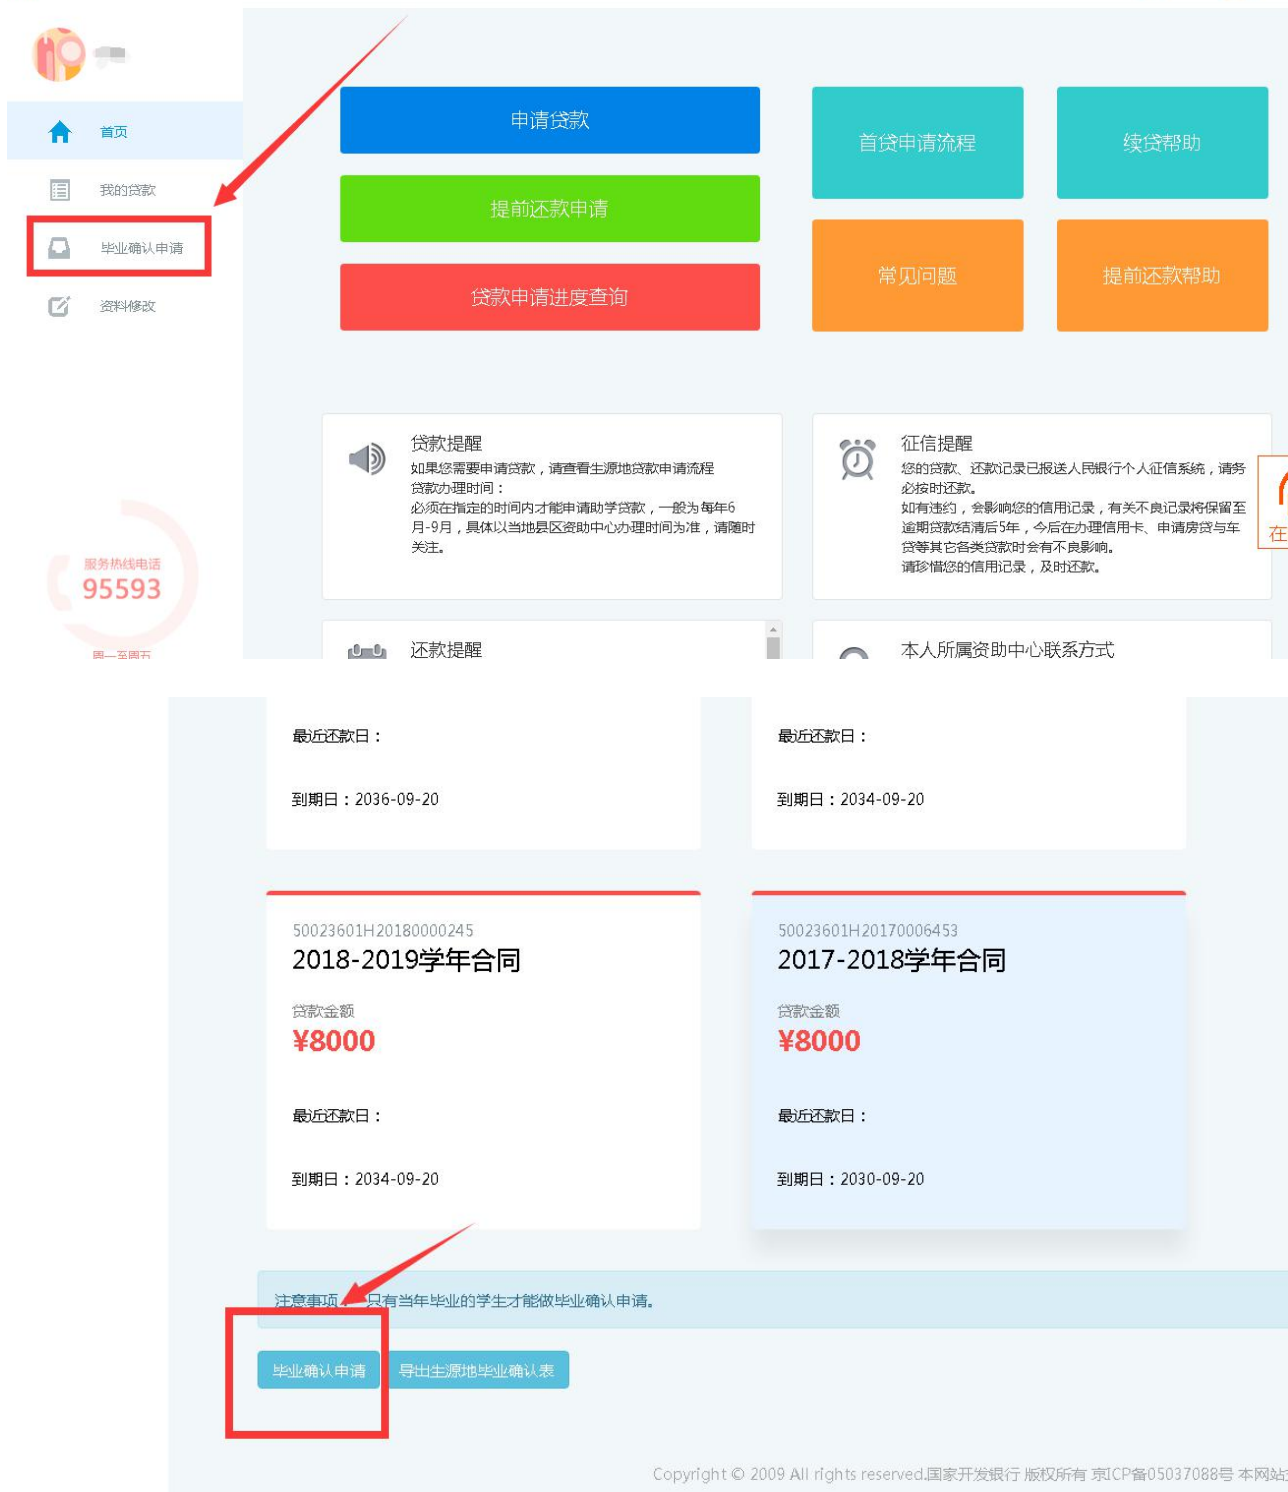 首页
我的贷款
毕业确认申请
资料修改
服务热线电话
95593
周一至周五
申请贷款
提前还款申请
贷款申请进度查询
首贷申请流程
续贷帮助
常见问题
提前还款帮助
贷款提醒
如果您需要申请贷款，请查看生源地贷款申请流程
贷款办理时间：
必须在指定的时间内才能申请助学贷款，一般为每年6
月-9月，具体以当地县区资助中心办理时间为准，请随时
关注。
征信提醒
您的贷款、还款记录已报送人民银行个人征信系统，请务
必按时还款。
如有违约，会影响您的信用记录，有关不良记录将保留至
逾期贷款结清后5年，今后在办理信用卡、申请房贷与车
贷等其它各类贷款时会有不良影响。
请珍惜您的信用记录，及时还款。
在
还款提醒
本人所属资助中心联系方式
最近还款日：
到期日：2036-09-20
最近还款日：
到期日：2034-09-20
50023601H20180000245
2018-2019学年合同
贷款金额
¥8000
最近还款日：
到期日：2034-09-20
50023601H20170006453
2017-2018学年合同
贷款金额
¥8000
最近还款日：
到期日：2030-09-20
注意事项： 只有当年毕业的学生才能做毕业确认申请。
毕业确认申请
导出生源地毕业确认表
Copyright © 2009 All rights reserved.国家开发银行 版权所有 京ICP备05037088号 本网站